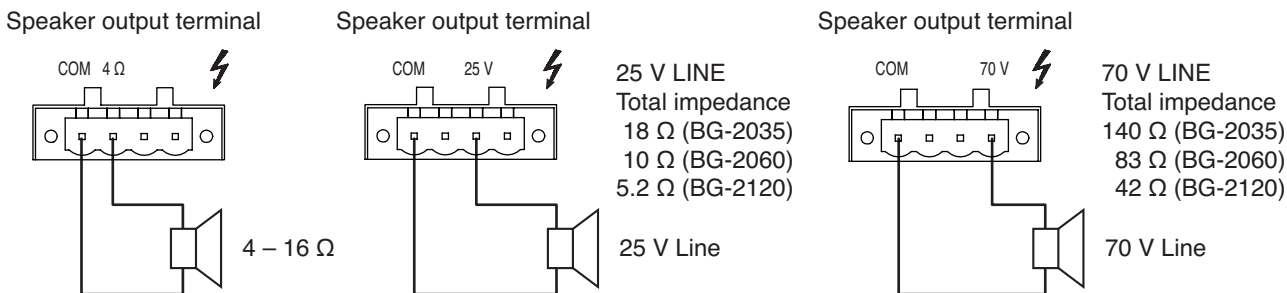 Speaker output terminal
COM 4 Ω
4 – 16 Ω
Speaker output terminal
COM 25 V
25 V LINE
Total impedance
18 Ω (BG-2035)
10 Ω (BG-2060)
5.2 Ω (BG-2120)
25 V Line
Speaker output terminal
COM 70 V
70 V LINE
Total impedance
140 Ω (BG-2035)
83 Ω (BG-2060)
42 Ω (BG-2120)
70 V Line